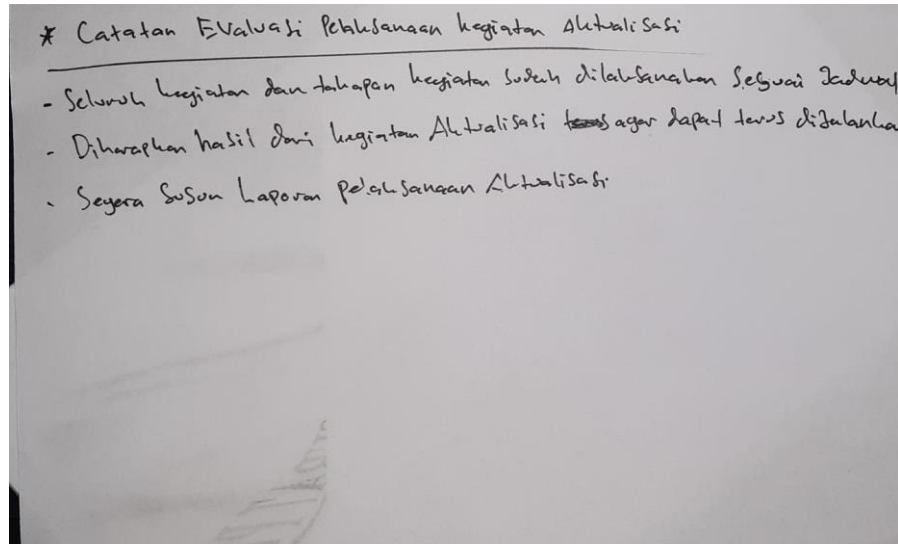 * Catatan Evaluasi Pelaksanaan kegiatan Aktualisasi
- Seluruh kegiatan dan tahapan kegiatan sudah dilaksanakan sesuai Jadwal
- Diharapkan hasil dari kegiatan Aktualisasi agar dapat terus diJalanka
- Segera susun Laporan pelaksanaan Aktualisasi